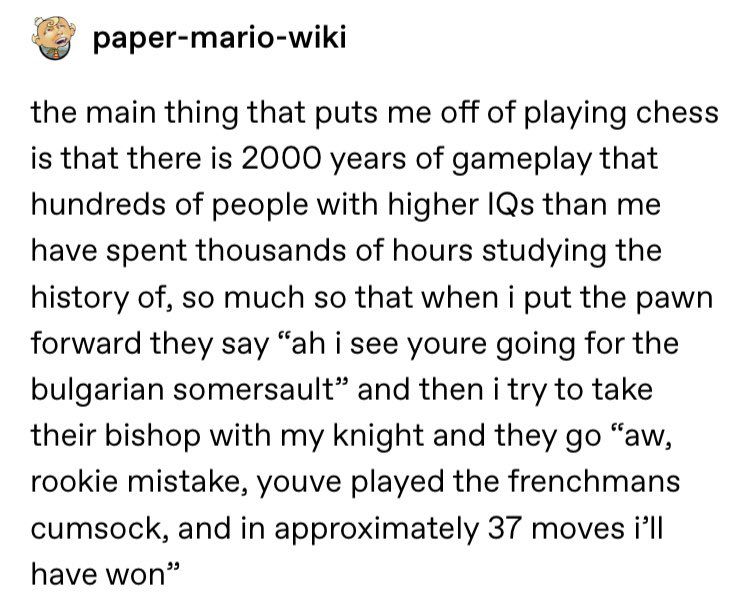 paper-mario-wiki
the main thing that puts me off of playing chess
is that there is 2000 years of gameplay that
hundreds of people with higher IQs than me
have spent thousands of hours studying the
history of, so much so that when i put the pawn
forward they say “ah i see youre going for the
bulgarian somersault” and then i try to take
their bishop with my knight and they go “aw,
rookie mistake, youve played the frenchmans
cumsock, and in approximately 37 moves i’ll
have won”